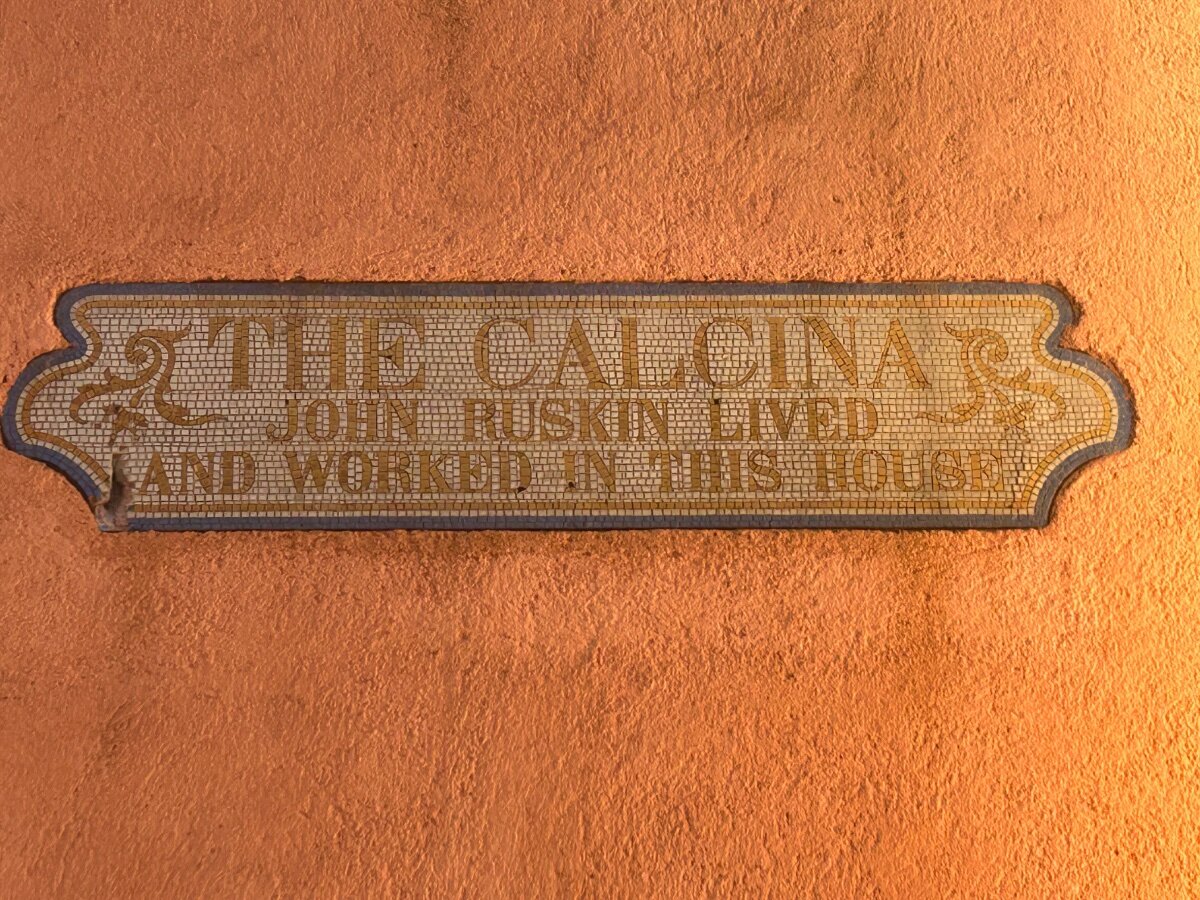 THE CALCINA
JOHN RUSKIN LIVED
AND WORKED IN THIS HOUSE